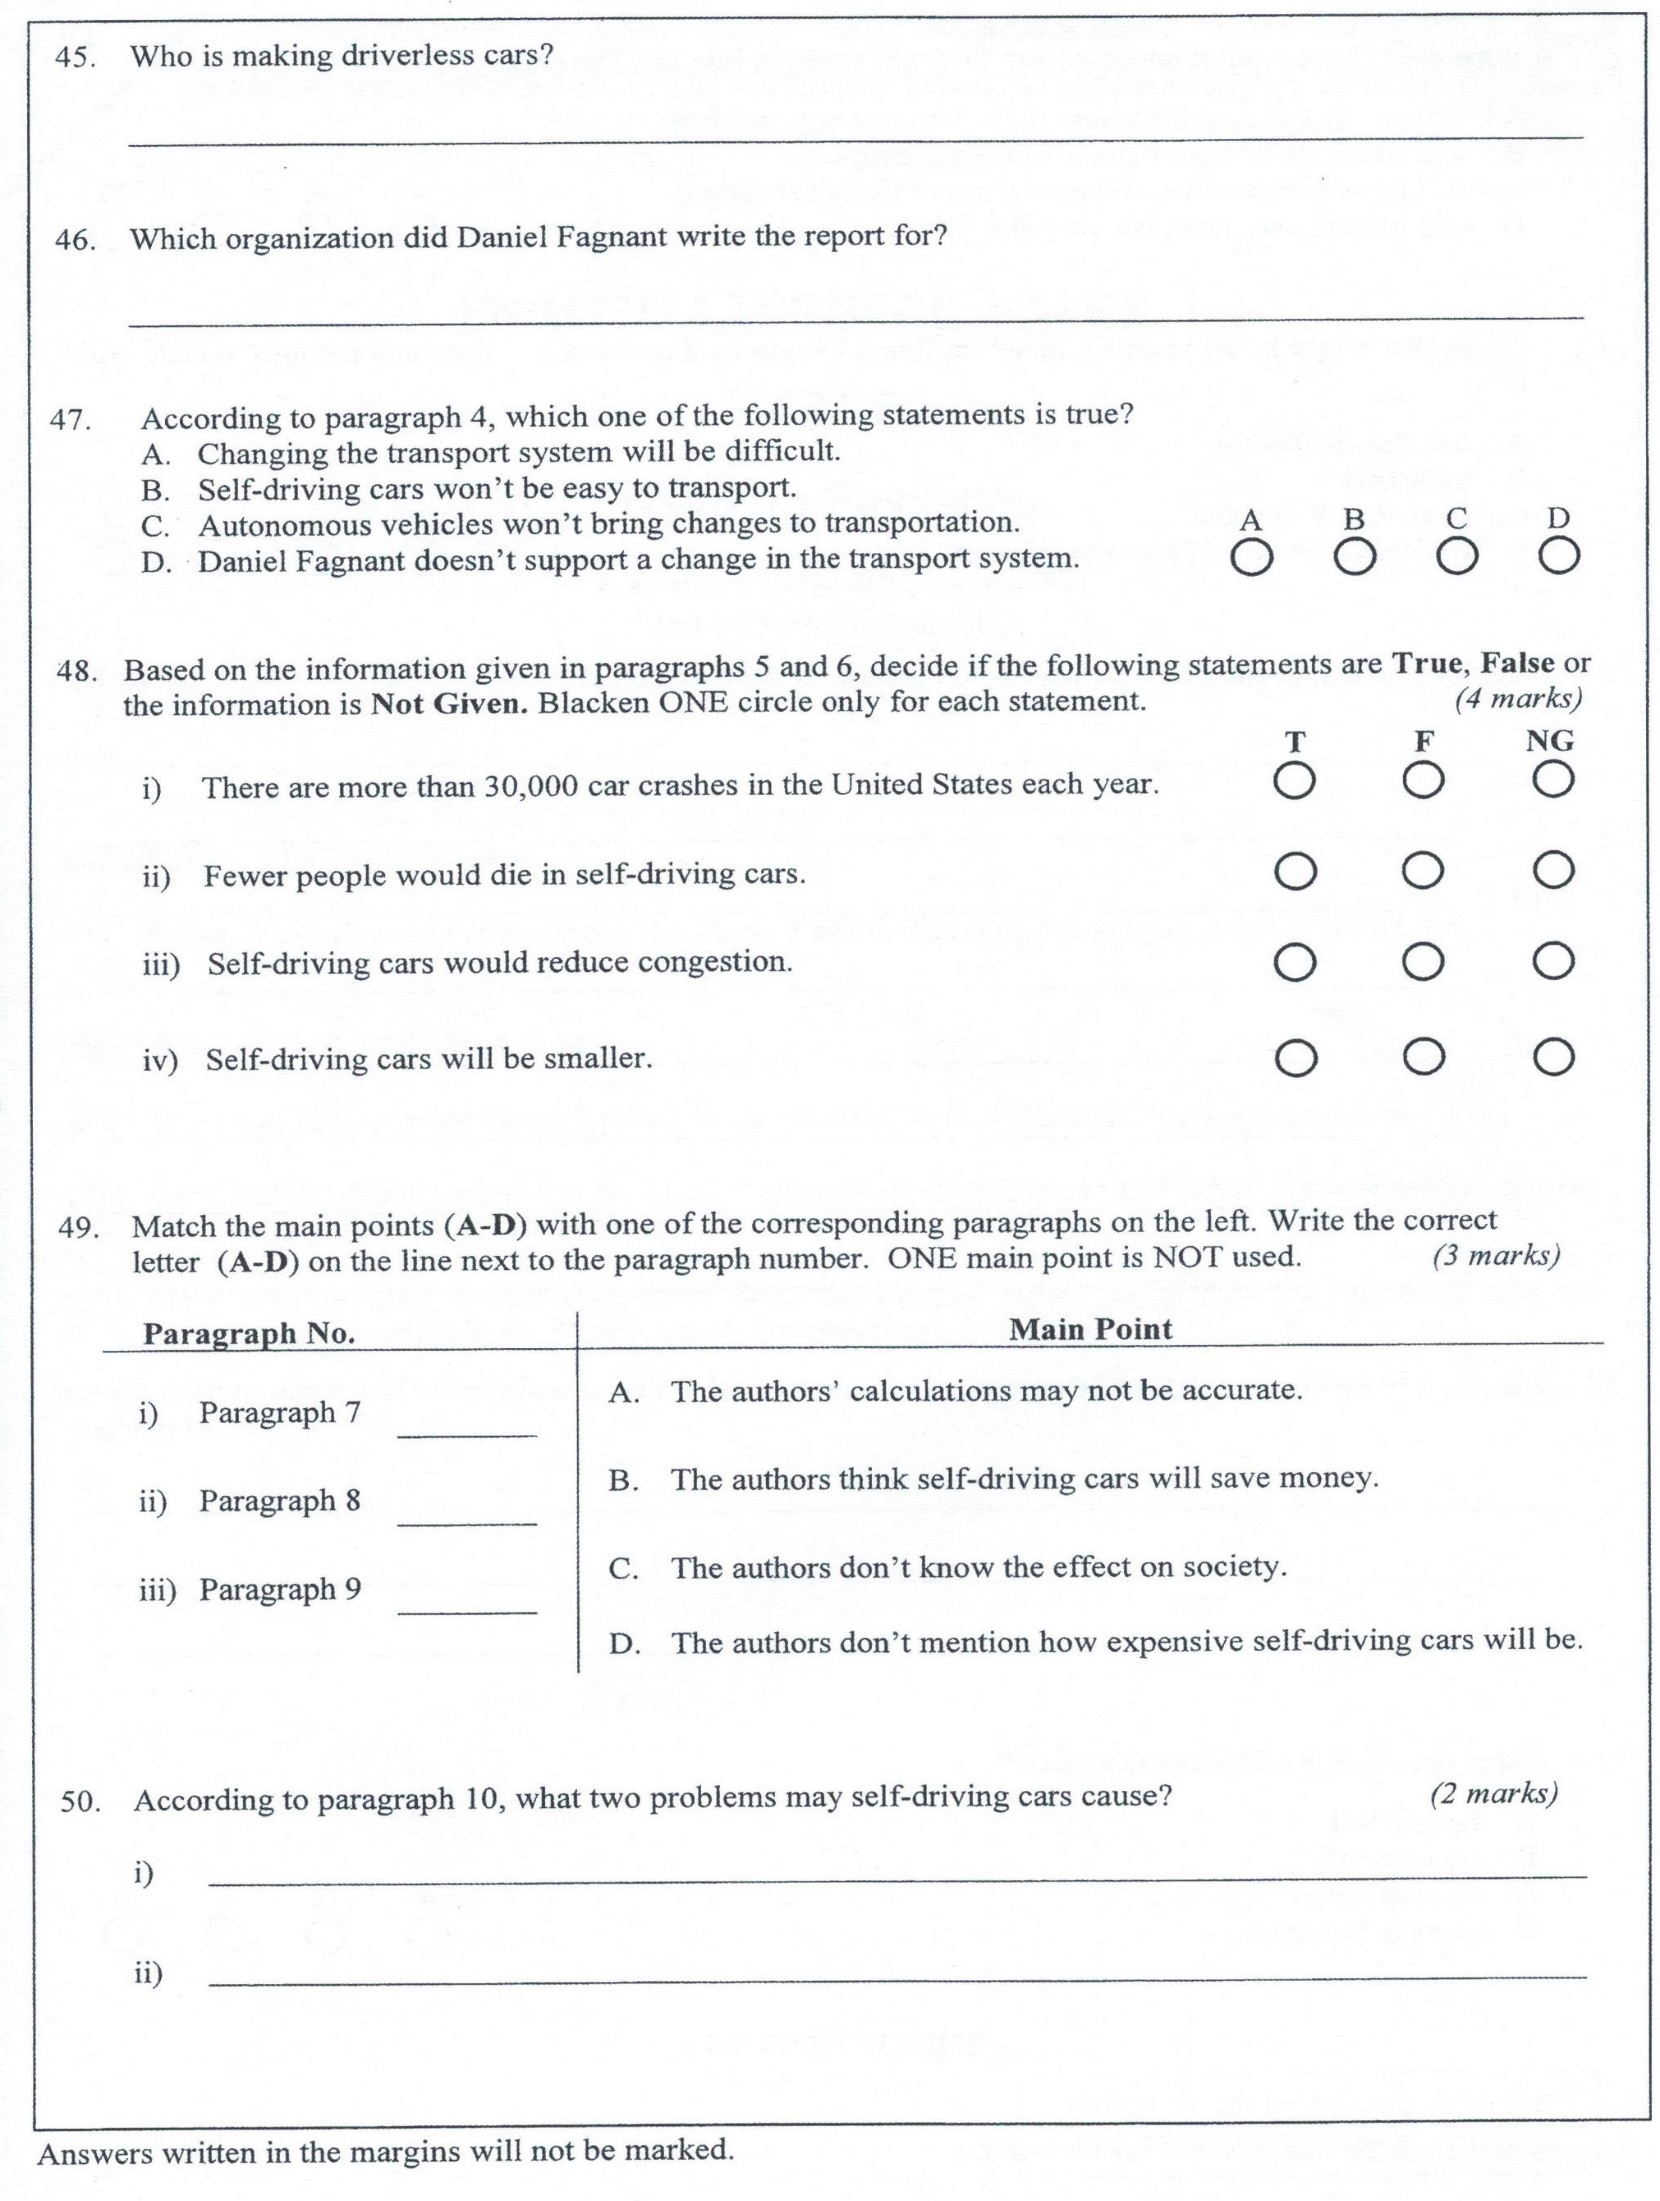 45. Who is making driverless cars?
46. Which organization did Daniel Fagnant write the report for?
47. According to paragraph 4, which one of the following statements is true?
A. Changing the transport system will be difficult.
B. Self-driving cars won't be easy to transport.
C. Autonomous vehicles won't bring changes to transportation.
D. Daniel Fagnant doesn't support a change in the transport system.
A B C D
48. Based on the information given in paragraphs 5 and 6, decide if the following statements are True, False or
the information is Not Given. Blacken ONE circle only for each statement. (4 marks)
T F NG
i) There are more than 30,000 car crashes in the United States each year.
ii) Fewer people would die in self-driving cars.
iii) Self-driving cars would reduce congestion.
iv) Self-driving cars will be smaller.
49. Match the main points (A-D) with one of the corresponding paragraphs on the left. Write the correct
letter (A-D) on the line next to the paragraph number. ONE main point is NOT used. (3 marks)
Paragraph No. Main Point
i) Paragraph 7
ii) Paragraph 8
iii) Paragraph 9
A. The authors' calculations may not be accurate.
B. The authors think self-driving cars will save money.
C. The authors don't know the effect on society.
D. The authors don't mention how expensive self-driving cars will be.
50. According to paragraph 10, what two problems may self-driving cars cause? (2 marks)
i)
ii)
Answers written in the margins will not be marked.